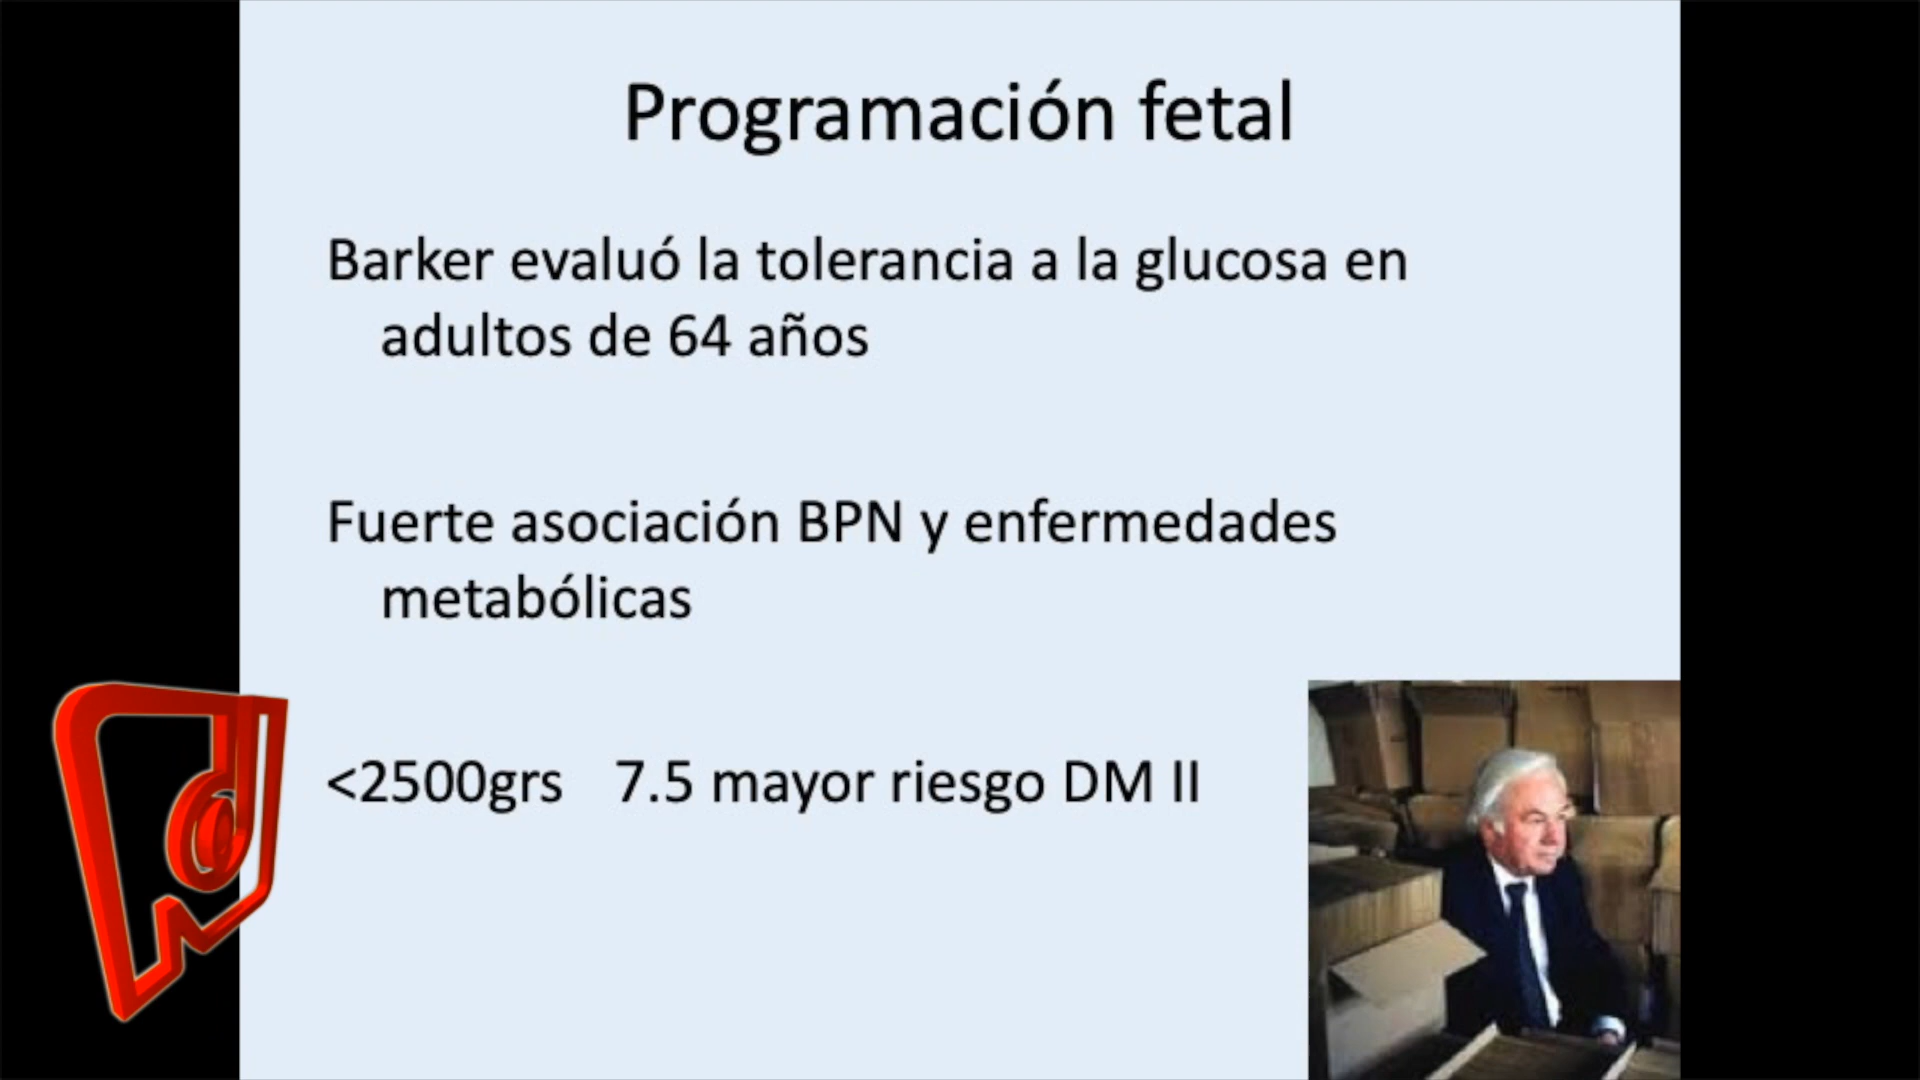 Programación fetal
Barker evaluó la tolerancia a la glucosa en
adultos de 64 años
Fuerte asociación BPN y enfermedades
metabólicas
<2500grs 7.5 mayor riesgo DM II